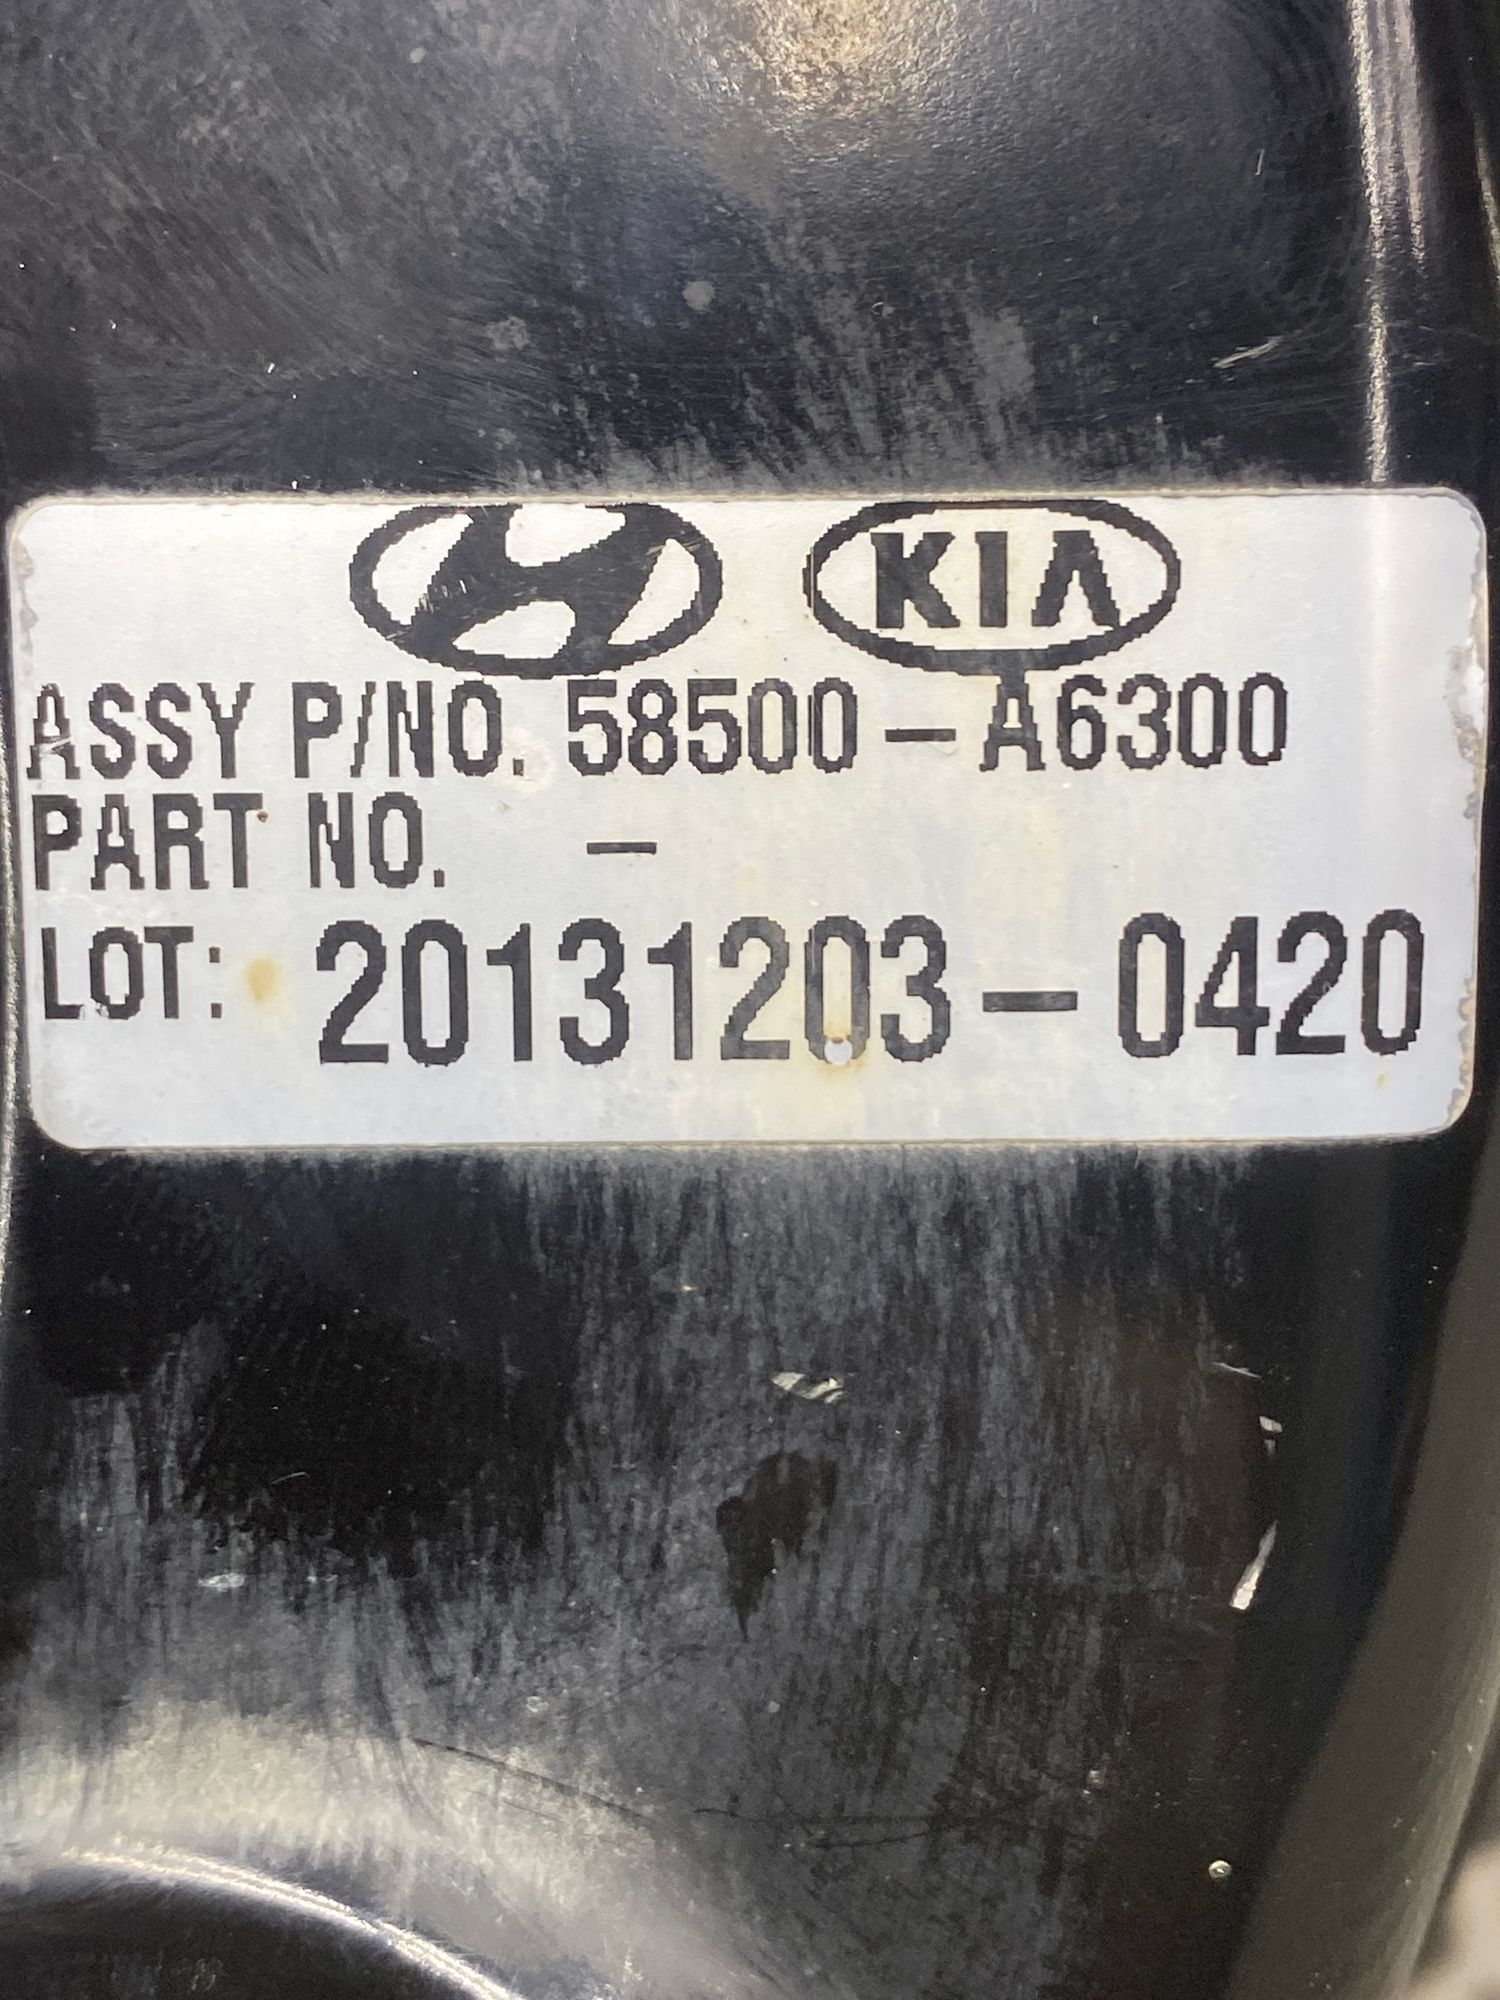 KIA
ASSY P/NO. 58500-A6300
PART NO. -
LOT: 20131203-0420